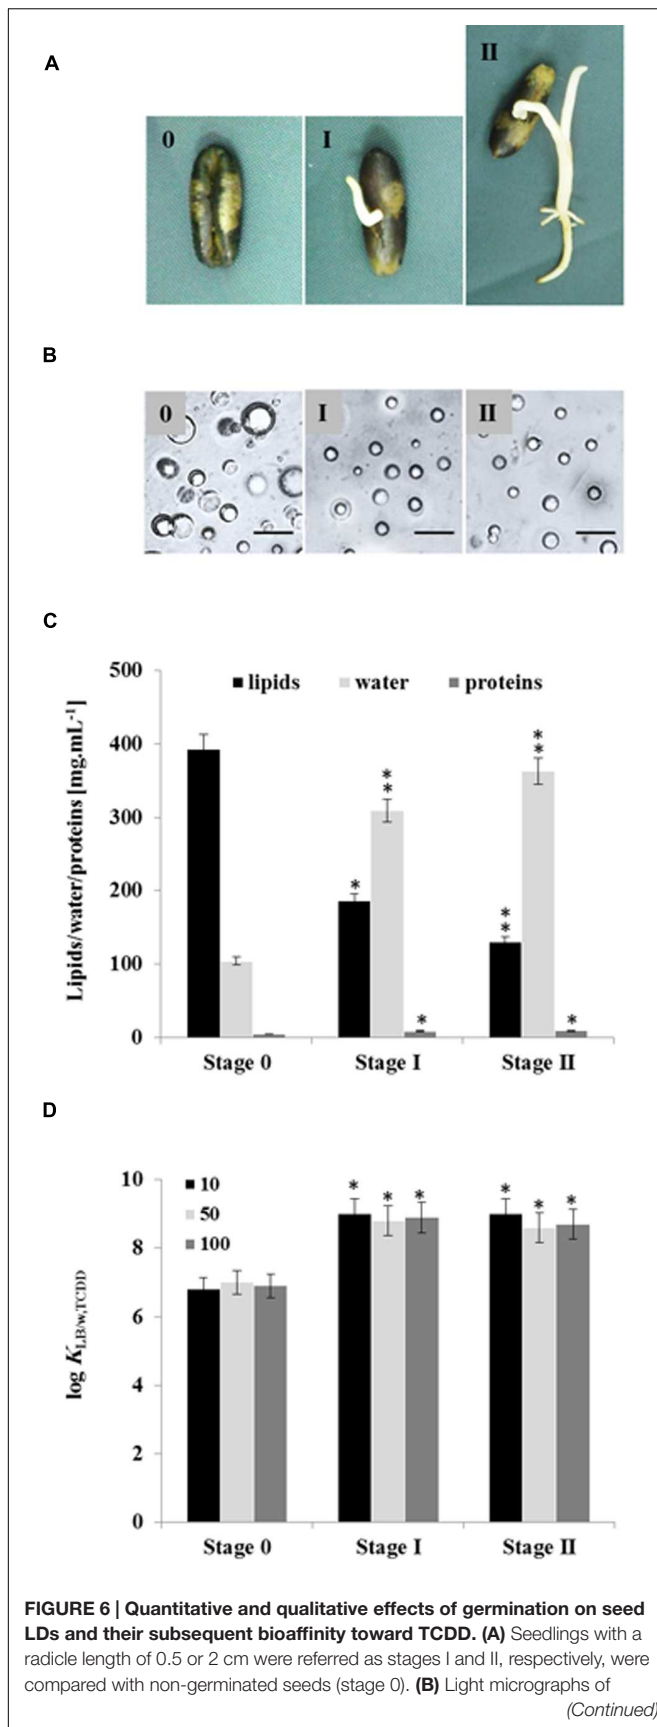 A
0
I
II
B
0
I
II
C
500
400
300
200
100
0
Lipids/water/proteins [mg.mL-1]
lipids
water
proteins
*
**
*
**
**
*
Stage 0
Stage I
Stage II
D
10
8
6
4
2
0
log KLB/w,TCDD
10
50
100
*
*
*
*
*
*
Stage 0
Stage I
Stage II
FIGURE 6 | Quantitative and qualitative effects of germination on seed
LDs and their subsequent bioaffinity toward TCDD. (A) Seedlings with a
radicle length of 0.5 or 2 cm were referred as stages I and II, respectively, were
compared with non-germinated seeds (stage 0). (B) Light micrographs of
(Continued)